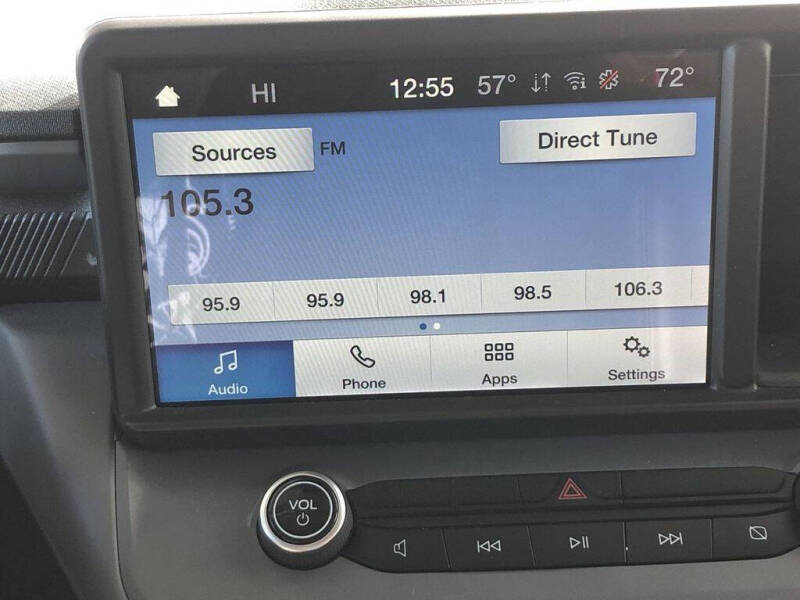 HI 12:55 57° 72°
Sources FM Direct Tune
105.3
95.9 95.9 98.1 98.5 106.3
Audio Phone Apps Settings
VOL